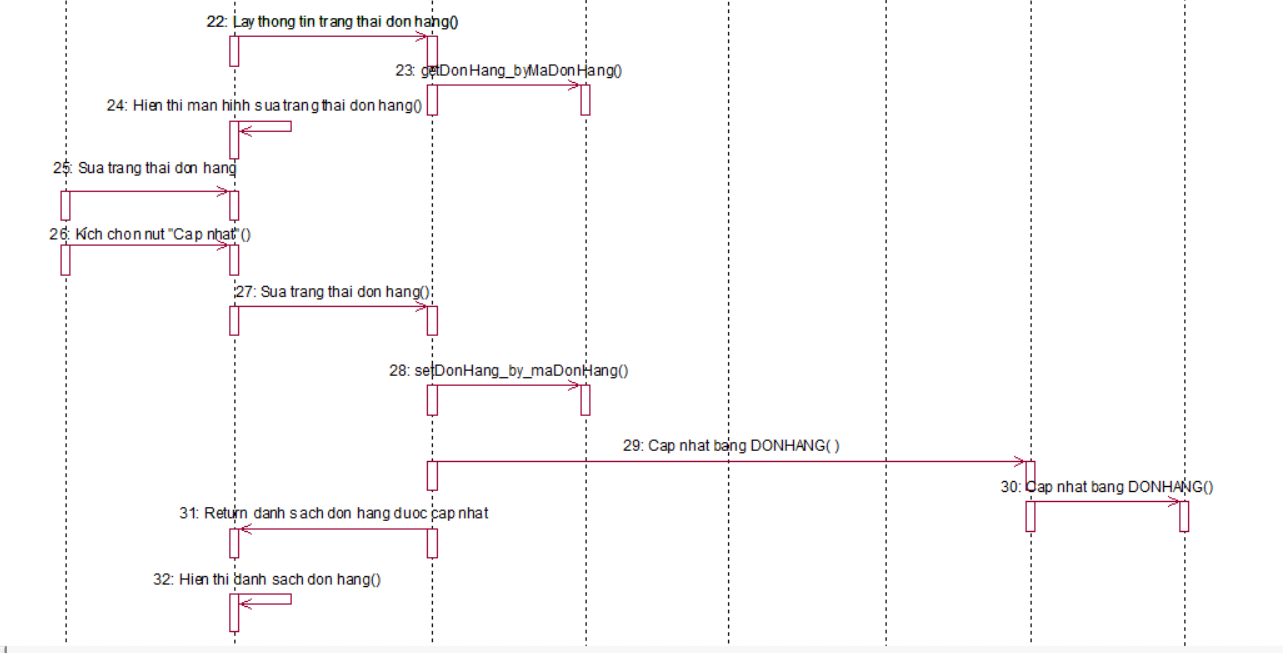 22: Lay thong tin trang thai don hang()
23: getDonHang_byMaDonHang()
24: Hien thi man hihh sua trang thai don hang()
25: Sua trang thai don hang
26: Kich chon nut "Cap nhat"()
27: Sua trang thai don hang()
28: setDonHang_by_maDonHang()
29: Cap nhat bang DONHANG( )
30: Cap nhat bang DONHANG()
31: Return danh sach don hang duoc cap nhat
32: Hien thi danh sach don hang()